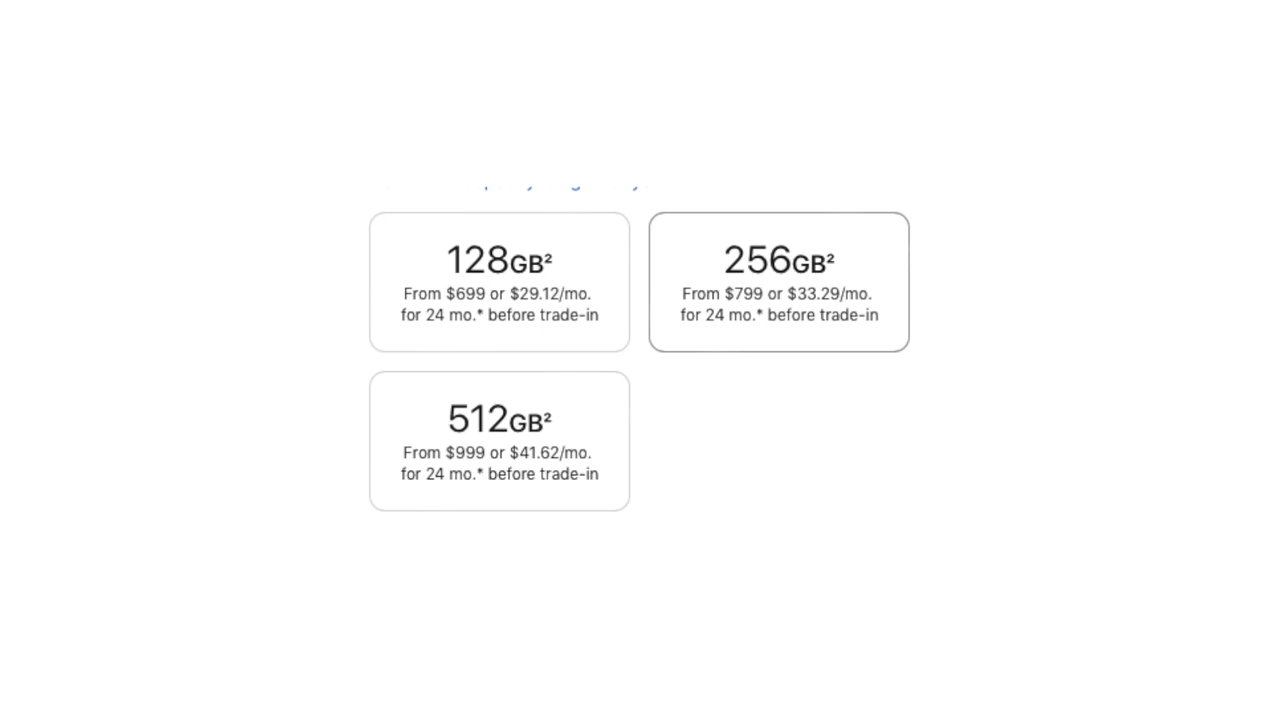 128GB²
From $699 or $29.12/mo.
for 24 mo.* before trade-in
256GB²
From $799 or $33.29/mo.
for 24 mo.* before trade-in
512GB²
From $999 or $41.62/mo.
for 24 mo.* before trade-in